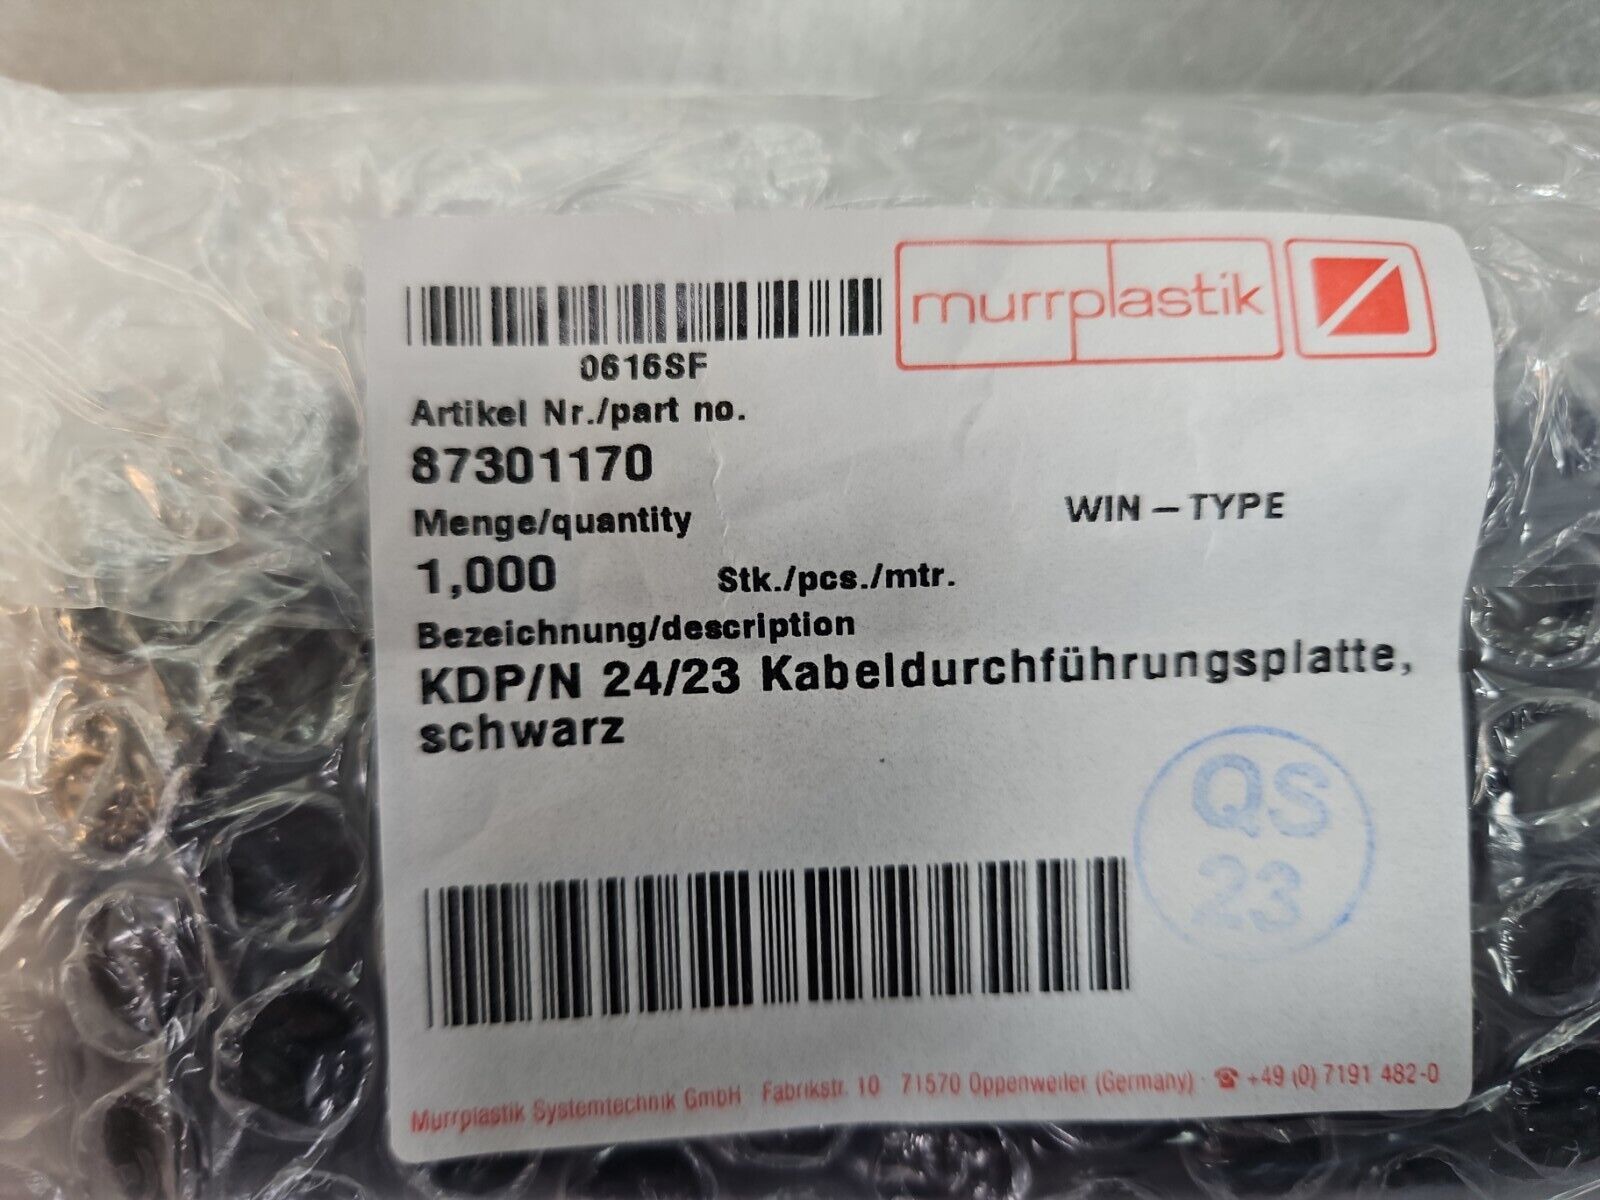 murrplastik
0616SF
Artikel Nr./part no.
87301170
Menge/quantity
WIN – TYPE
1,000 Stk./pcs./mtr.
Bezeichnung/description
KDP/N 24/23 Kabeldurchführungsplatte,
schwarz
QS
23
Murrplastik Systemtechnik GmbH Fabrikstr. 10 71570 Oppenweiler (Germany) · ☎ +49 (0) 7191 482-0